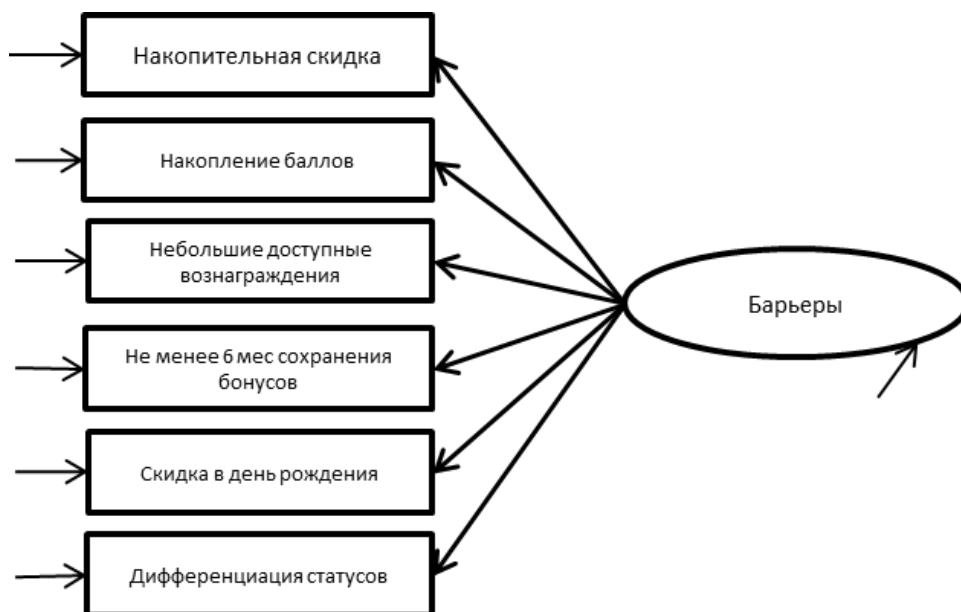 Накопительная скидка
Накопление баллов
Небольшие доступные
вознаграждения
Не менее 6 мес сохранения
бонусов
Скидка в день рождения
Дифференциация статусов
Барьеры